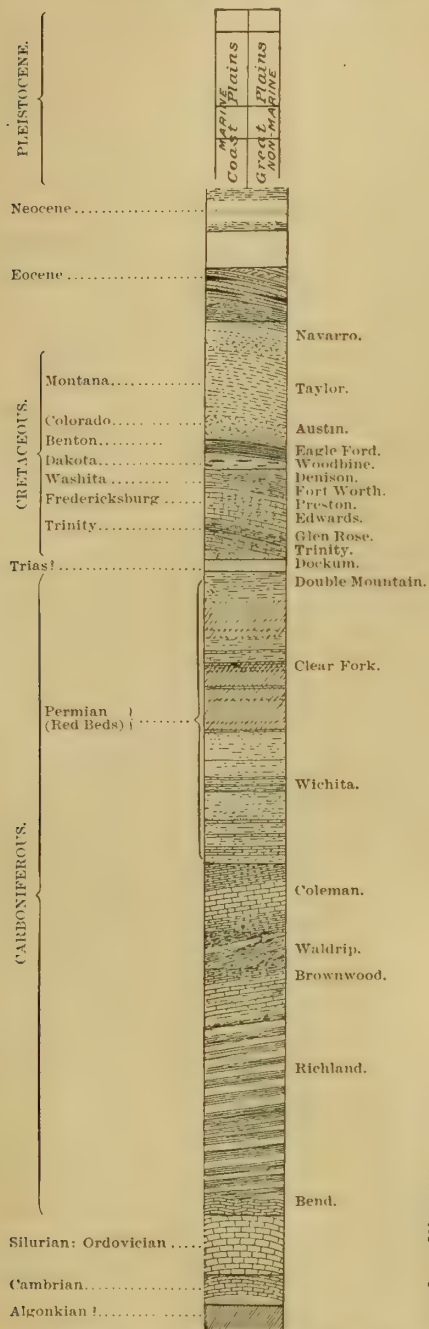 PLEISTOCENE.
MARINE
Coast Plains
Great Plains
NON-MARINE
Neocene
Eocene
Navarro.
CRETACEOUS.
Montana
Taylor.
Colorado
Austin.
Benton
Eagle Ford.
Dakota
Woodbine.
Washita
Denison.
Fort Worth.
Fredericksburg
Preston.
Edwards.
Trinity
Glen Rose.
Trinity.
Trias?
Dockum.
Double Mountain.
CARBONIFEROUS.
Clear Fork.
Permian
(Red Beds)
Wichita.
Coleman.
Waldrip.
Brownwood.
Richland.
Bend.
Silurian: Ordovician
Cambrian
Algonkian ?